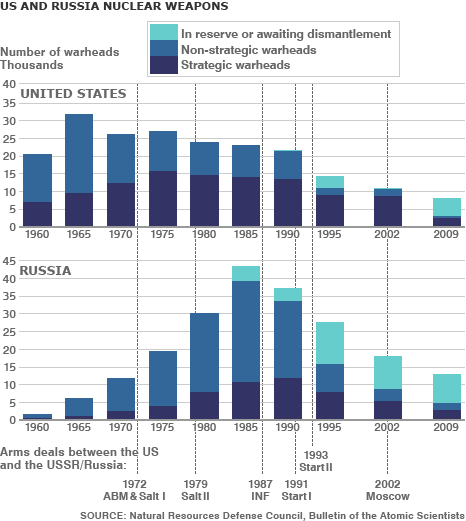 US AND RUSSIA NUCLEAR WEAPONS
Number of warheads
Thousands
In reserve or awaiting dismantlement
Non-strategic warheads
Strategic warheads
40
UNITED STATES
35
30
25
20
15
10
5
0
1960 1965 1970 1975 1980 1985 1990 1995 2002 2009
45
RUSSIA
40
35
30
25
20
15
10
5
0
1960 1965 1970 1975 1980 1985 1990 1995 2002 2009
Arms deals between the US
and the USSR/Russia:
1972
ABM & Salt I
1979
Salt II
1987
INF
1991
Start I
1993
Start II
2002
Moscow
SOURCE: Natural Resources Defense Council, Bulletin of the Atomic Scientists